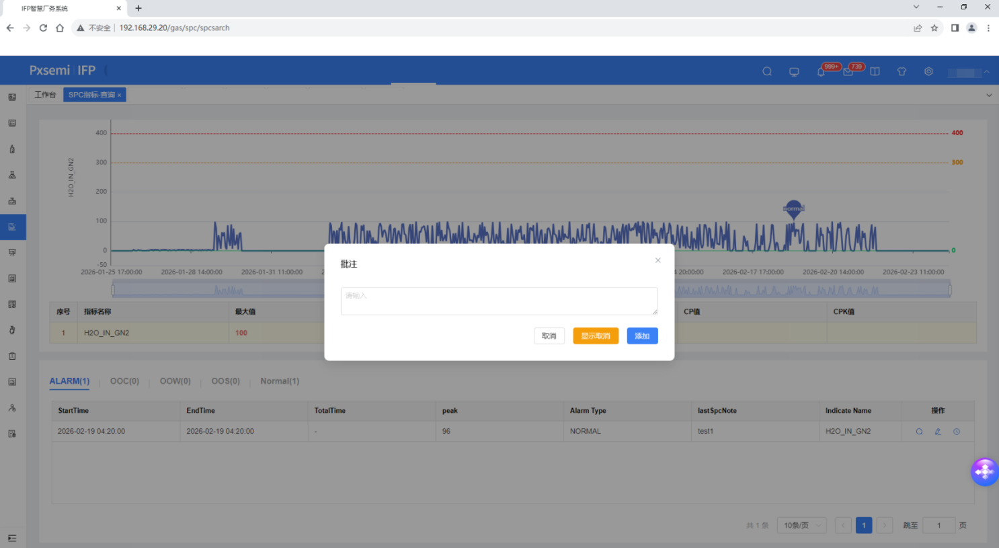 IFP智慧厂务系统
不安全 192.168.29.20/gas/spc/spcsarch
Pxsemi IFP
999+
739
工作台
SPC指标-查询
H2O_IN_GN2
400
300
200
100
0
-50
400
300
0
normal
2026-01-25 17:00:00
2026-01-28 14:00:00
2026-01-31 11:00:00
2
4 20:00:00
2026-02-17 17:00:00
2026-02-20 14:00:00
2026-02-23 11:00:00
批注
请输入
取消
显示取消
添加
序号 指标名称 最大值 CP值 CPK值
1 H2O_IN_GN2 100
ALARM(1) OOC(0) OOW(0) OOS(0) Normal(1)
StartTime EndTime TotalTime peak Alarm Type lastSpcNote Indicate Name 操作
2026-02-19 04:20:00 2026-02-19 04:20:00 - 96 NORMAL test1 H2O_IN_GN2
共 1 条 10条/页 1 跳至 1 页